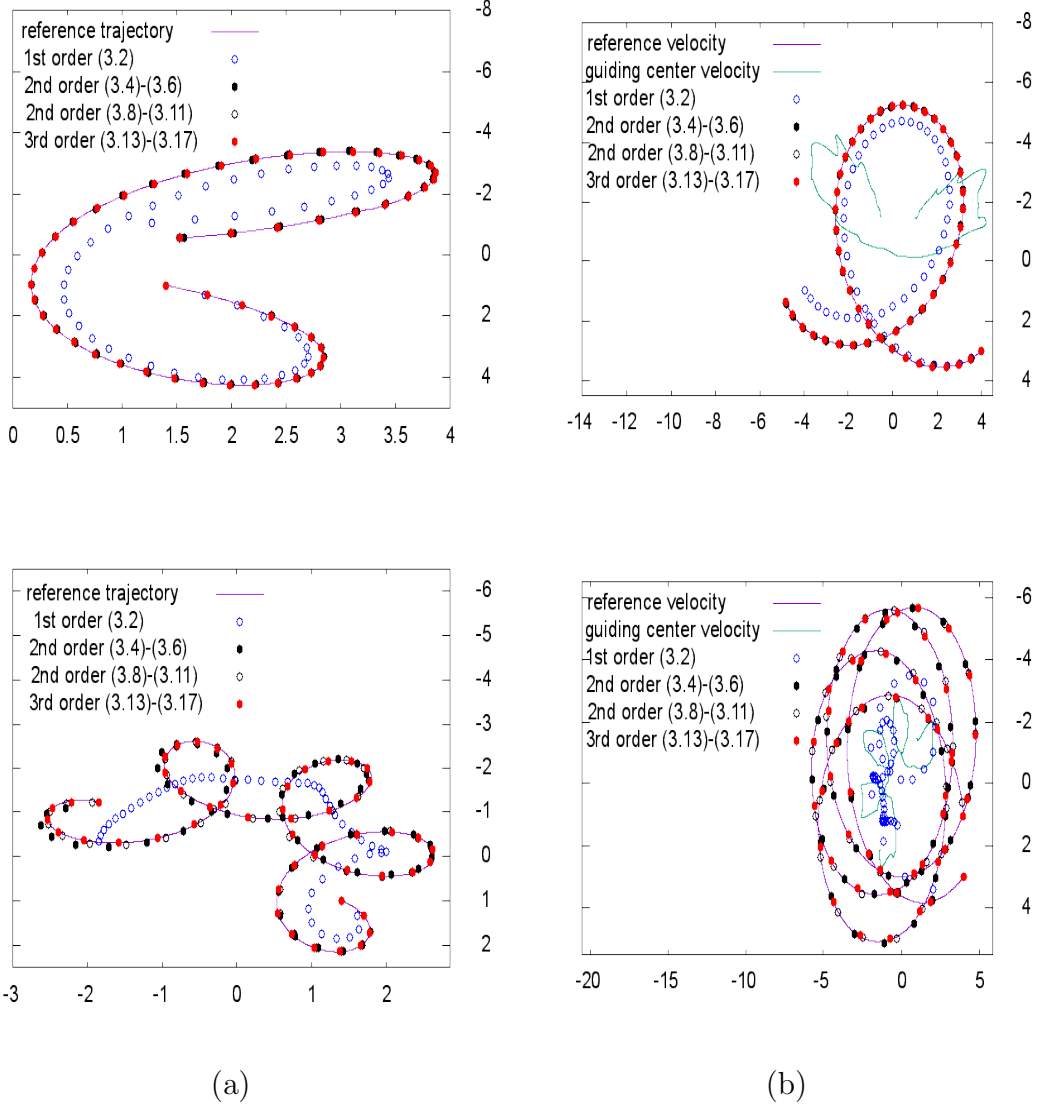 reference trajectory
1st order (3.2)
2nd order (3.4)-(3.6)
2nd order (3.8)-(3.11)
3rd order (3.13)-(3.17)
-8
-6
-4
-2
0
2
4
0 0.5 1 1.5 2 2.5 3 3.5 4
reference velocity
guiding center velocity
1st order (3.2)
2nd order (3.4)-(3.6)
2nd order (3.8)-(3.11)
3rd order (3.13)-(3.17)
-8
-6
-4
-2
0
2
4
-14 -12 -10 -8 -6 -4 -2 0 2 4
reference trajectory
1st order (3.2)
2nd order (3.4)-(3.6)
2nd order (3.8)-(3.11)
3rd order (3.13)-(3.17)
-6
-5
-4
-3
-2
-1
0
1
2
-3 -2 -1 0 1 2
reference velocity
guiding center velocity
1st order (3.2)
2nd order (3.4)-(3.6)
2nd order (3.8)-(3.11)
3rd order (3.13)-(3.17)
-6
-4
-2
0
2
4
-20 -15 -10 -5 0 5
(a)
(b)